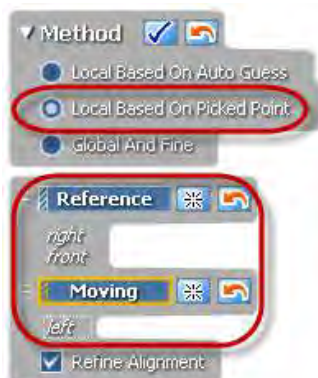 Method
Local Based On Auto Guess
Local Based On Picked Point
Global And Fine
Reference
right
front
Moving
left
Refine Alignment